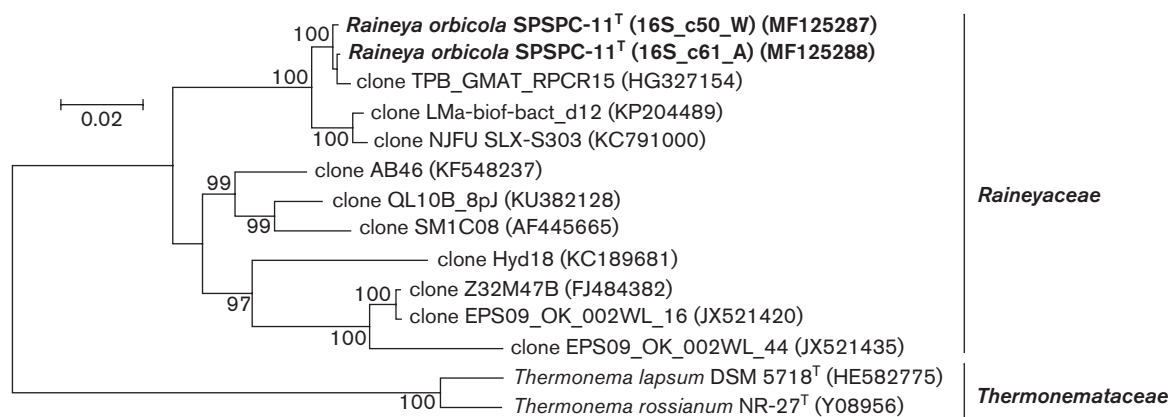 100
Raineya orbicola SPSPC-11ᵀ (16S_c50_W) (MF125287)
Raineya orbicola SPSPC-11ᵀ (16S_c61_A) (MF125288)
100
clone TPB_GMAT_RPCR15 (HG327154)
0.02
clone LMa-biof-bact_d12 (KP204489)
100
clone NJFU SLX-S303 (KC791000)
clone AB46 (KF548237)
99
clone QL10B_8pJ (KU382128)
Raineyaceae
99
clone SM1C08 (AF445665)
clone Hyd18 (KC189681)
97
100
clone Z32M47B (FJ484382)
clone EPS09_OK_002WL_16 (JX521420)
100
clone EPS09_OK_002WL_44 (JX521435)
Thermonema lapsum DSM 5718ᵀ (HE582775)
Thermonemataceae
100
Thermonema rossianum NR-27ᵀ (Y08956)